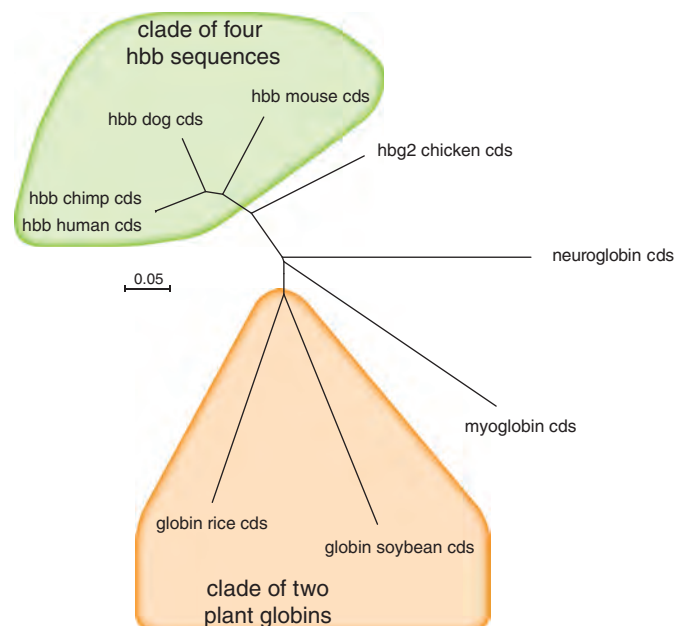 clade of four
hbb sequences
hbb mouse cds
hbb dog cds
hbg2 chicken cds
hbb chimp cds
hbb human cds
neuroglobin cds
0.05
myoglobin cds
globin rice cds
globin soybean cds
clade of two
plant globins